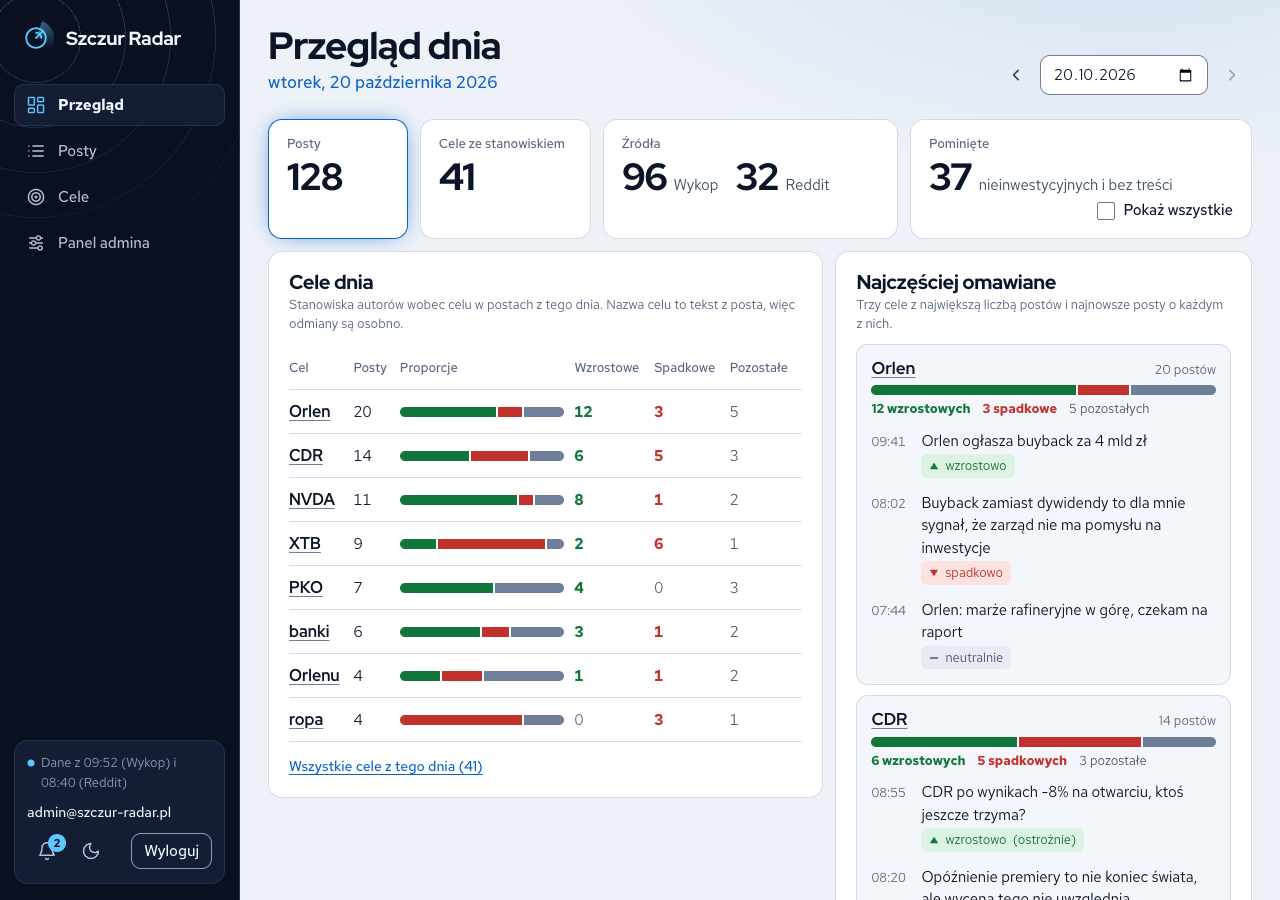 Szczur Radar
Przegląd
Posty
Cele
Panel admina
Dane z 09:52 (Wykop) i
08:40 (Reddit)
admin@szczur-radar.pl
2
Wyloguj
Przegląd dnia
wtorek, 20 października 2026
20.10.2026
Posty
128
Cele ze stanowiskiem
41
Źródła
96 Wykop 32 Reddit
Pominięte
37 nieinwestycyjnych i bez treści
Pokaż wszystkie
Cele dnia
Stanowiska autorów wobec celu w postach z tego dnia. Nazwa celu to tekst z posta, więc
odmiany są osobno.
Cel Posty Proporcje Wzrostowe Spadkowe Pozostałe
Orlen 20 12 3 5
CDR 14 6 5 3
NVDA 11 8 1 2
XTB 9 2 6 1
PKO 7 4 0 3
banki 6 3 1 2
Orlenu 4 1 1 2
ropa 4 0 3 1
Wszystkie cele z tego dnia (41)
Najczęściej omawiane
Trzy cele z największą liczbą postów i najnowsze posty o każdym
z nich.
Orlen 20 postów
12 wzrostowych 3 spadkowe 5 pozostałych
09:41 Orlen ogłasza buyback za 4 mld zł
wzrostowo
08:02 Buyback zamiast dywidendy to dla mnie
sygnał, że zarząd nie ma pomysłu na
inwestycje
spadkowo
07:44 Orlen: marże rafineryjne w górę, czekam na
raport
neutralnie
CDR 14 postów
6 wzrostowych 5 spadkowych 3 pozostałe
08:55 CDR po wynikach -8% na otwarciu, ktoś
jeszcze trzyma?
wzrostowo (ostrożnie)
08:20 Opóźnienie premiery to nie koniec świata,
ale wycena tego nie uwzględnia